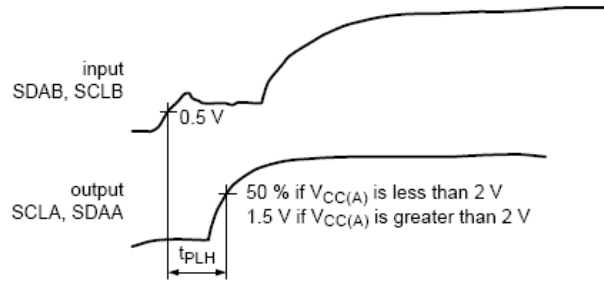 input
SDAB, SCLB
0.5 V
output
SCLA, SDAA
50 % if VCC(A) is less than 2 V
1.5 V if VCC(A) is greater than 2 V
tPLH